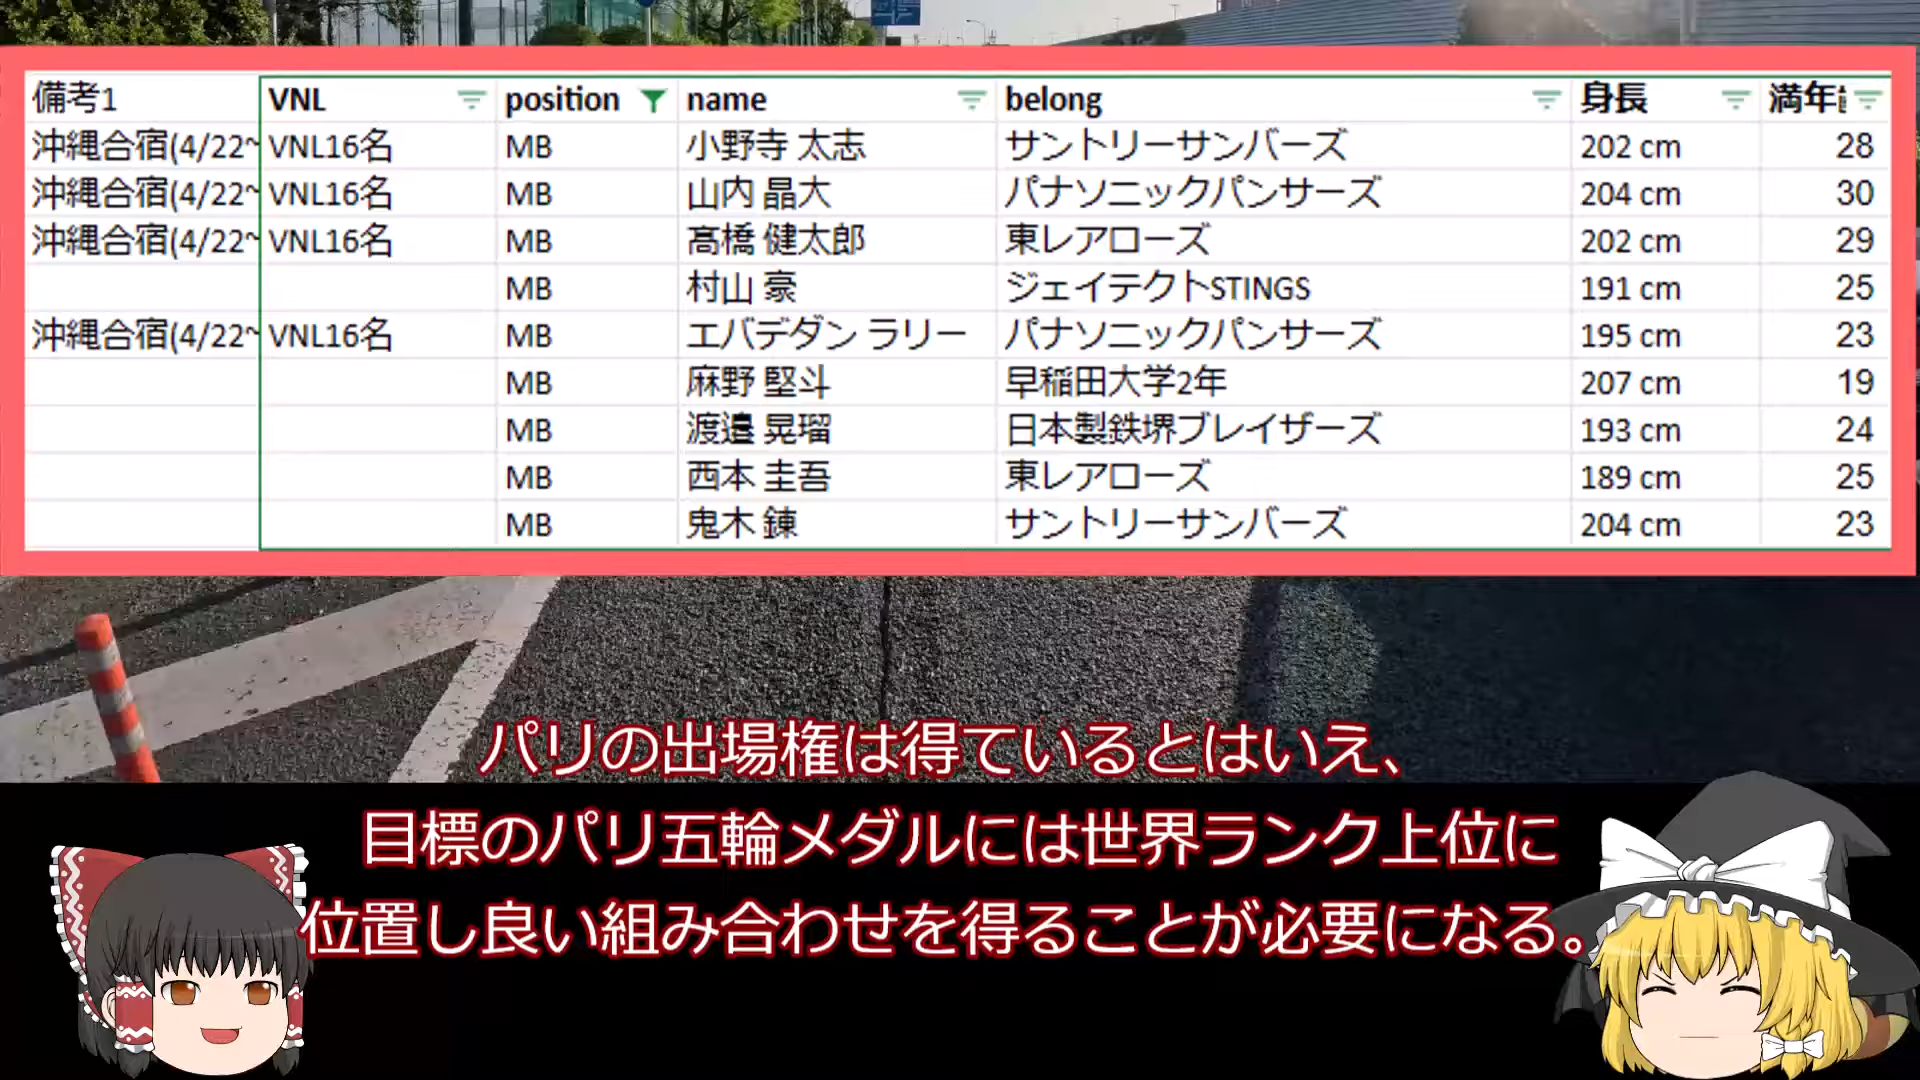 備考1 VNL position name belong 身長 満年
沖縄合宿(4/22~ VNL16名 MB 小野寺 太志 サントリーサンバーズ 202 cm 28
沖縄合宿(4/22~ VNL16名 MB 山内 晶大 パナソニックパンサーズ 204 cm 30
沖縄合宿(4/22~ VNL16名 MB 髙橋 健太郎 東レアローズ 202 cm 29
MB 村山 豪 ジェイテクトSTINGS 191 cm 25
沖縄合宿(4/22~ VNL16名 MB エバデダン ラリー パナソニックパンサーズ 195 cm 23
MB 麻野 堅斗 早稲田大学2年 207 cm 19
MB 渡邉 晃瑠 日本製鉄堺ブレイザーズ 193 cm 24
MB 西本 圭吾 東レアローズ 189 cm 25
MB 鬼木 錬 サントリーサンバーズ 204 cm 23
パリの出場権は得ているとはいえ、
目標のパリ五輪メダルには世界ランク上位に
位置し良い組み合わせを得ることが必要になる。